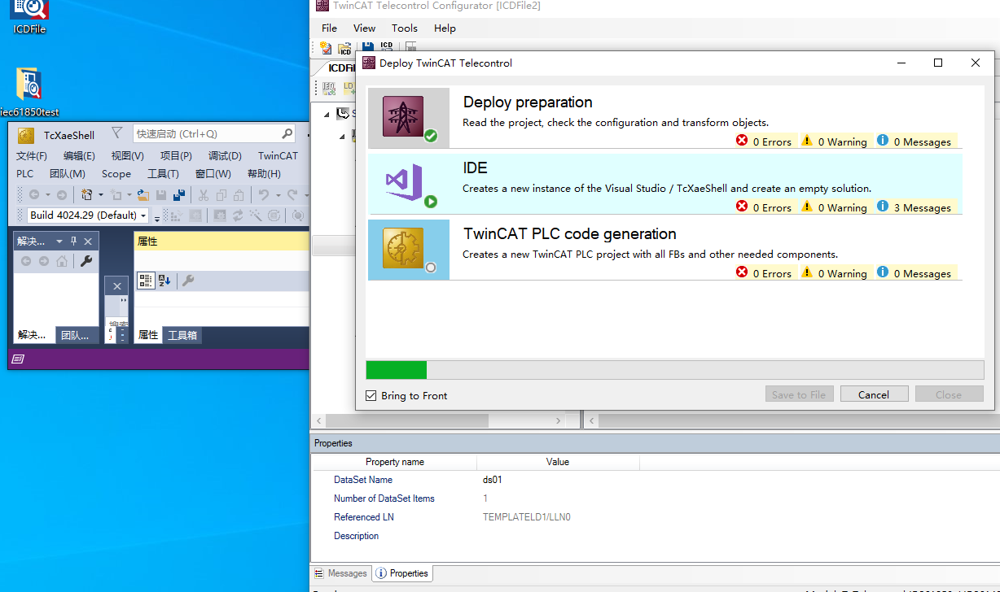 ICDFile
iec61850test
TwinCAT Telecontrol Configurator [ICDFile2]
File View Tools Help
ICD ICD
ICDFil
IED LD
Deploy TwinCAT Telecontrol
Deploy preparation
Read the project, check the configuration and transform objects.
0 Errors 0 Warning 0 Messages
IDE
Creates a new instance of the Visual Studio / TcXaeShell and create an empty solution.
0 Errors 0 Warning 3 Messages
TwinCAT PLC code generation
Creates a new TwinCAT PLC project with all FBs and other needed components.
0 Errors 0 Warning 0 Messages
Bring to Front
Save to File Cancel Close
TcXaeShell 快速启动 (Ctrl+Q)
文件(F) 编辑(E) 视图(V) 项目(P) 调试(D) TwinCAT
PLC 团队(M) Scope 工具(T) 窗口(W) 帮助(H)
Build 4024.29 (Default)
解决...
属性
搜索
解决... 团队...
属性 工具箱
Properties
Property name Value
DataSet Name ds01
Number of DataSet Items 1
Referenced LN TEMPLATELD1/LLN0
Description
Messages Properties